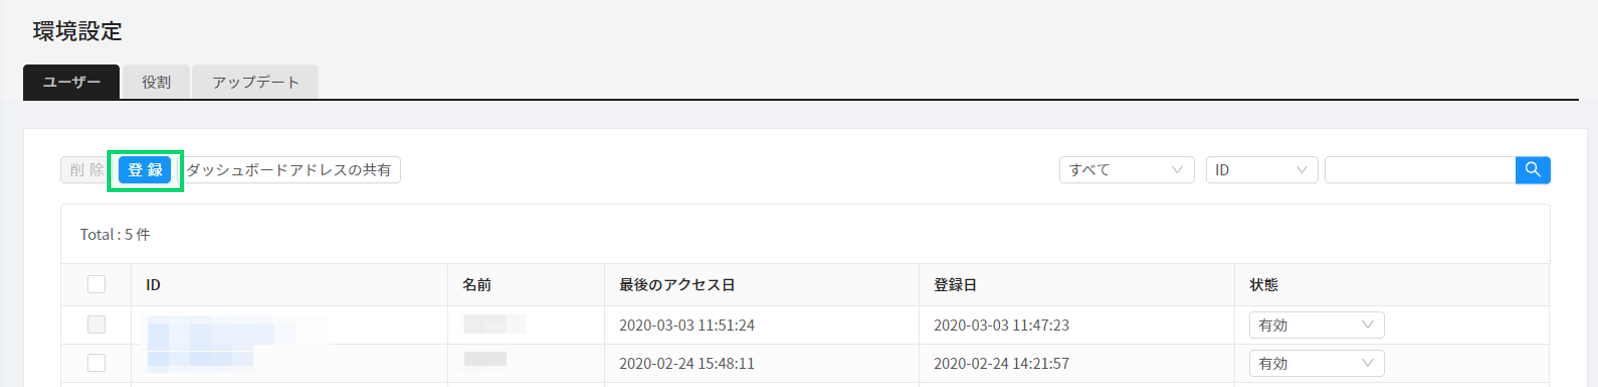 環境設定
ユーザー 役割 アップデート
削 除 登 録 ダッシュボードアドレスの共有 すべて ID
Total : 5 件
ID 名前 最後のアクセス日 登録日 状態
2020-03-03 11:51:24 2020-03-03 11:47:23 有効
2020-02-24 15:48:11 2020-02-24 14:21:57 有効